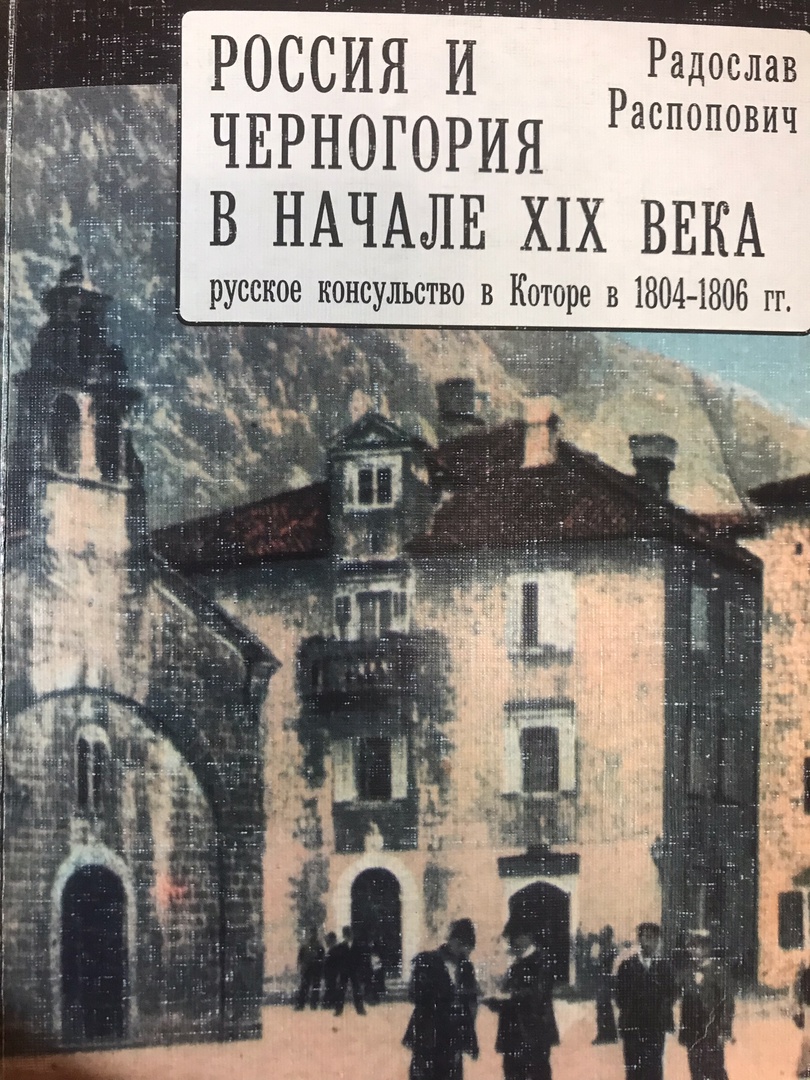 РОССИЯ И
ЧЕРНОГОРИЯ
В НАЧАЛЕ XIX ВЕКА
русское консульство в Которе в 1804-1806 гг.
Радослав
Распопович